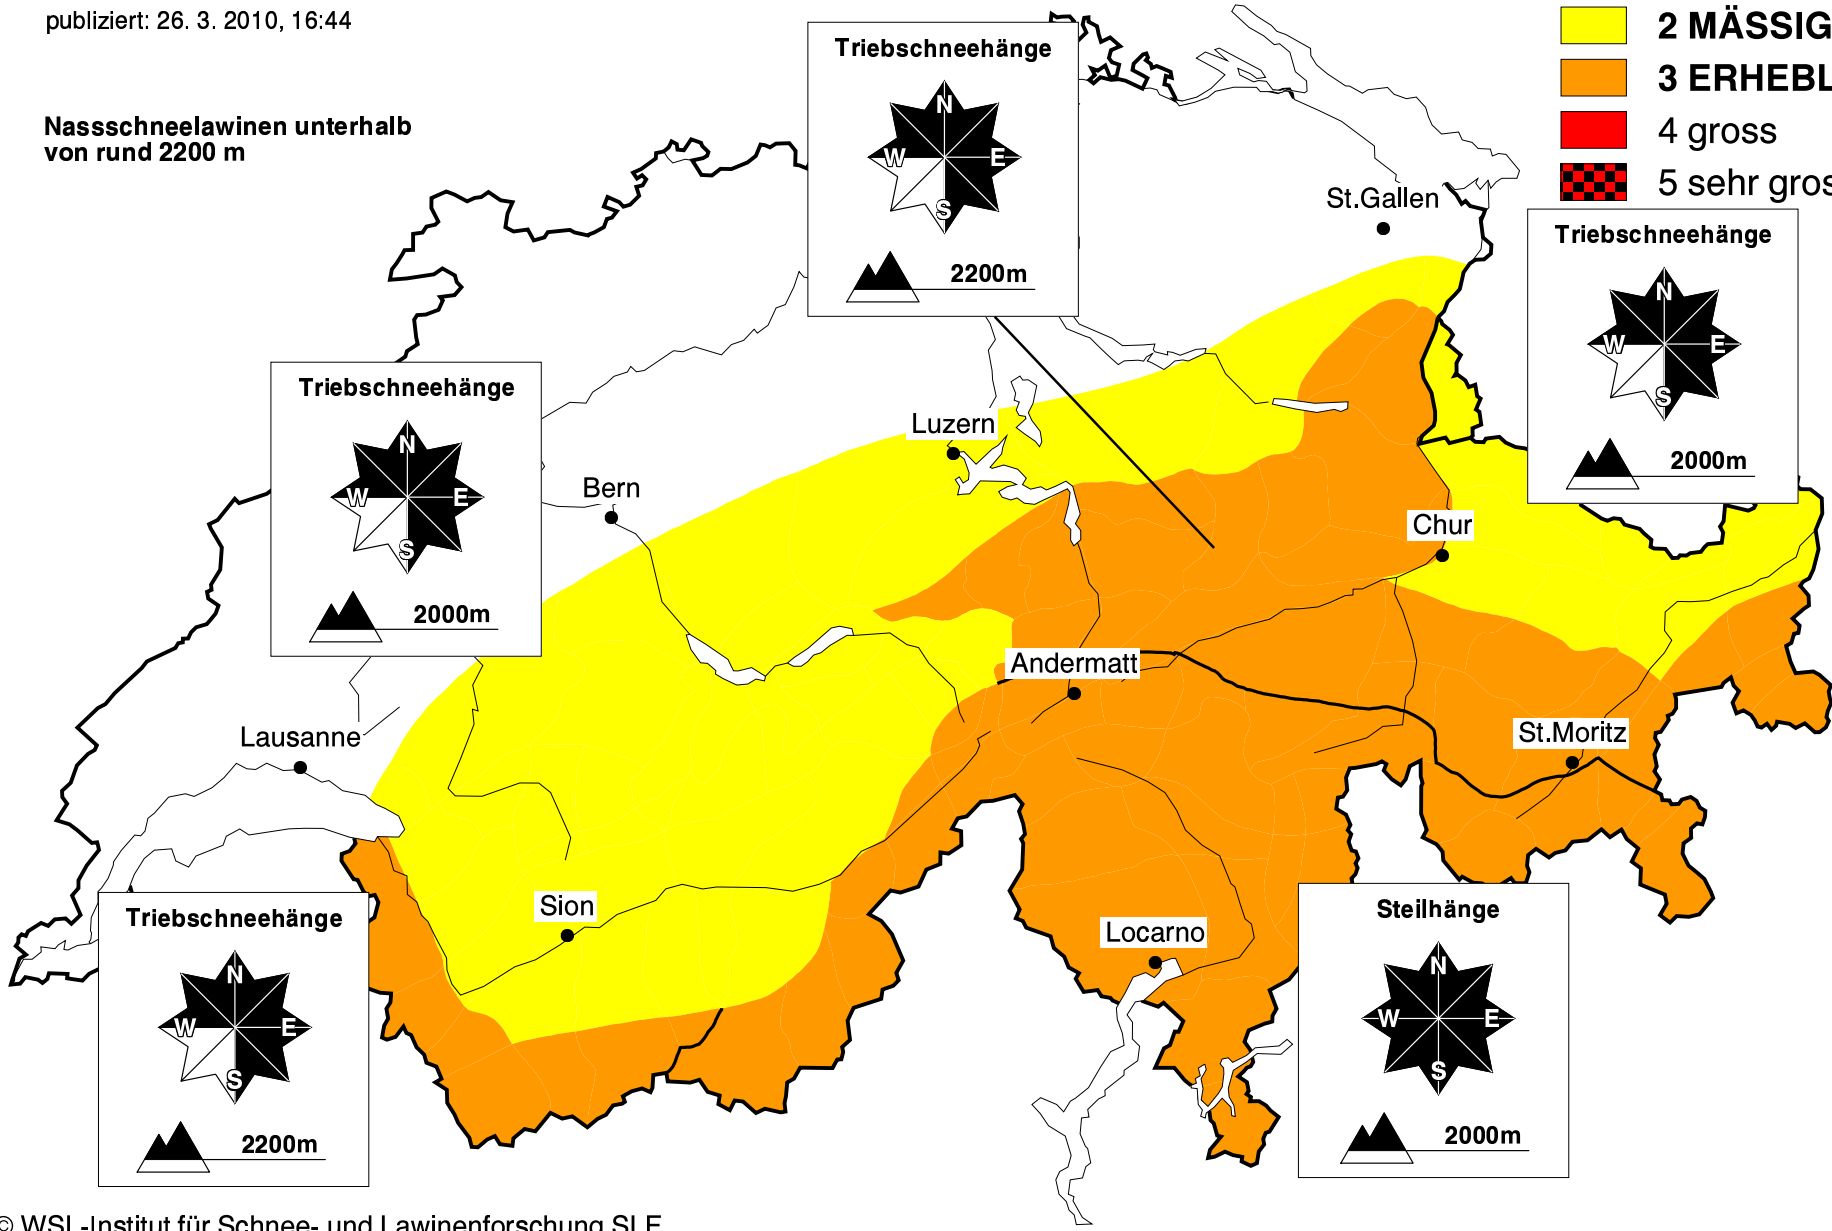 publiziert: 26. 3. 2010, 16:44
Nassschneelawinen unterhalb
von rund 2200 m
2 MÄSSIG
3 ERHEBL
4 gross
5 sehr gros
Triebschneehänge
N
W
E
S
2200m
St.Gallen
Triebschneehänge
N
W
E
S
2000m
Triebschneehänge
N
W
E
S
2000m
Luzern
Bern
Chur
Andermatt
St.Moritz
Lausanne
Sion
Locarno
Triebschneehänge
N
W
E
S
2200m
Steilhänge
N
W
E
S
2000m
© WSL-Institut für Schnee- und Lawinenforschung SLF